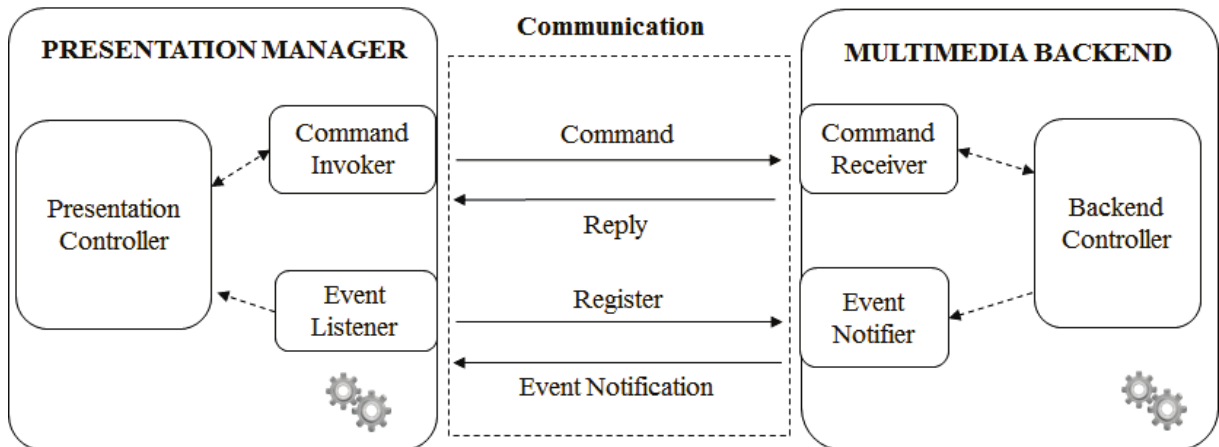 Communication
PRESENTATION MANAGER
MULTIMEDIA BACKEND
Command
Invoker
Presentation
Controller
Event
Listener
Command
Reply
Register
Event Notification
Command
Receiver
Backend
Controller
Event
Notifier